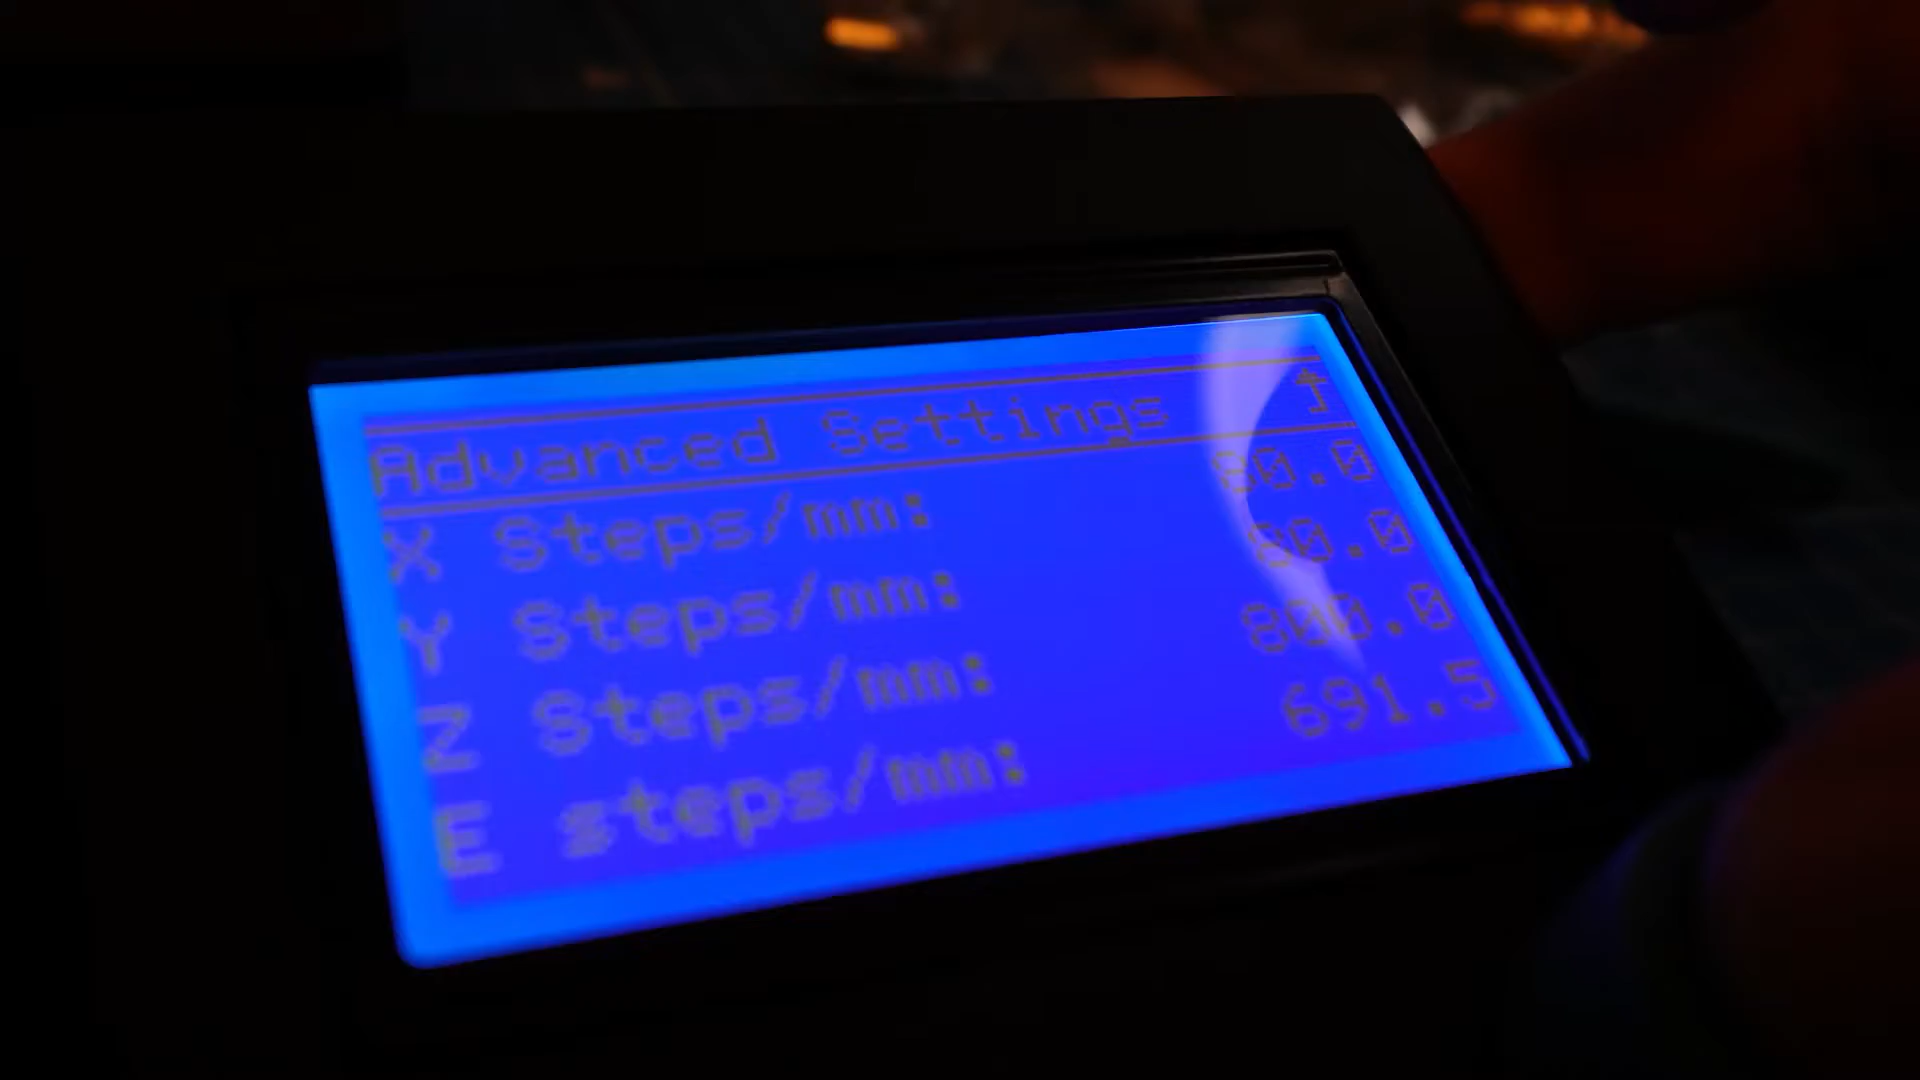 Advanced Settings ↑
X Steps/mm: 80.0
Y Steps/mm: 80.0
Z Steps/mm: 800.0
E steps/mm: 691.5